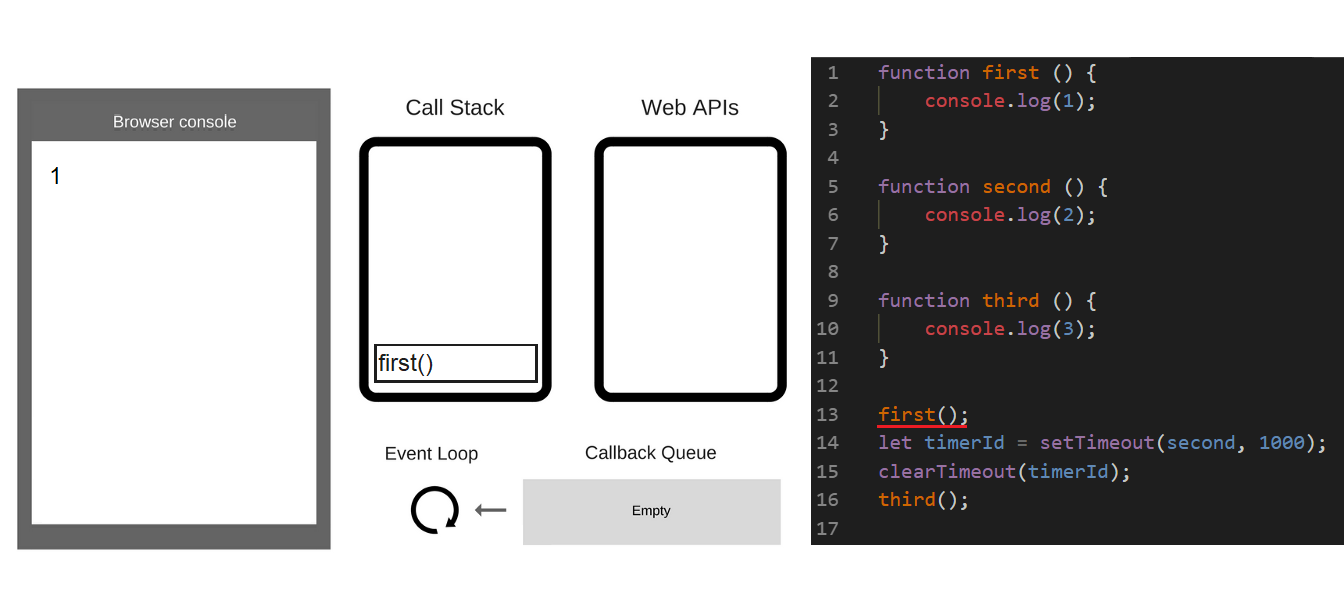 Browser console
1
Call Stack
first()
Web APIs
Event Loop
Callback Queue
Empty
1 function first () {
2     console.log(1);
3 }
4
5 function second () {
6     console.log(2);
7 }
8
9 function third () {
10     console.log(3);
11 }
12
13 first();
14 let timerId = setTimeout(second, 1000);
15 clearTimeout(timerId);
16 third();
17